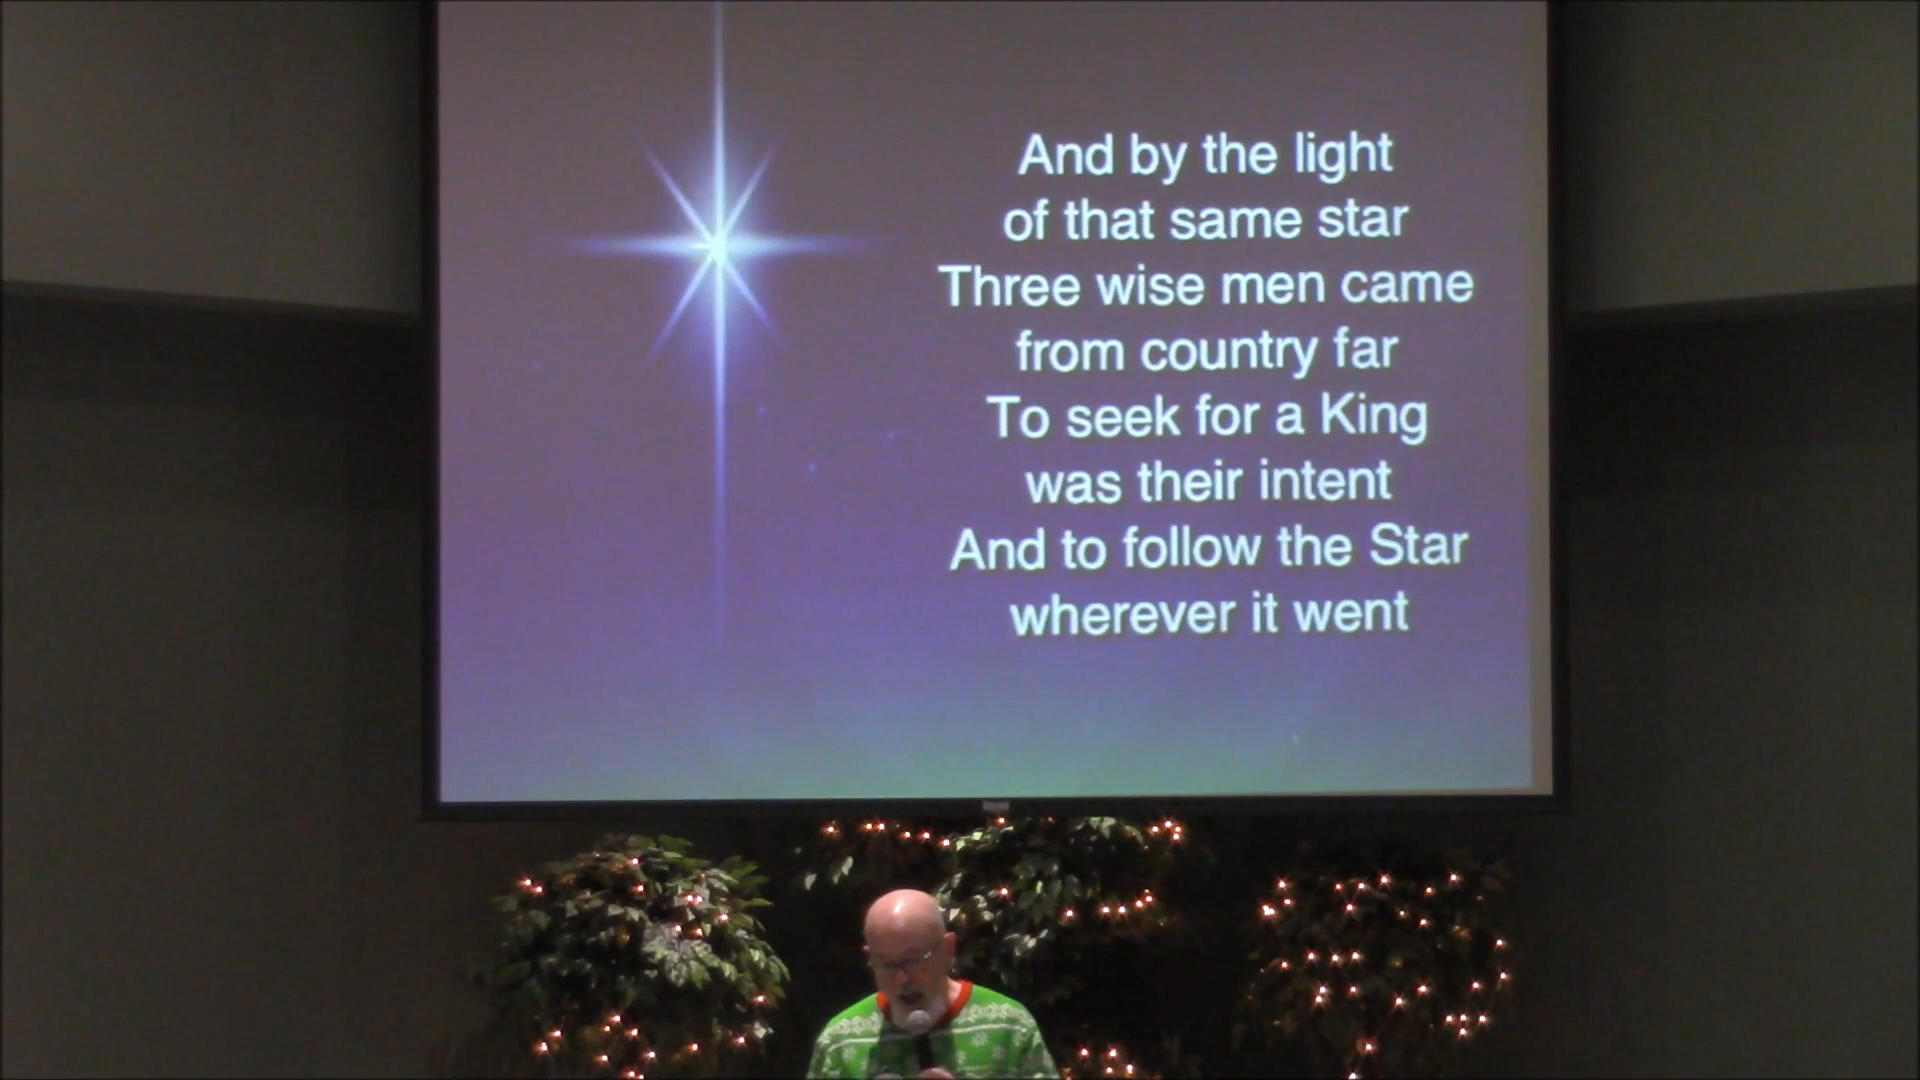 And by the light
of that same star
Three wise men came
from country far
To seek for a King
was their intent
And to follow the Star
wherever it went